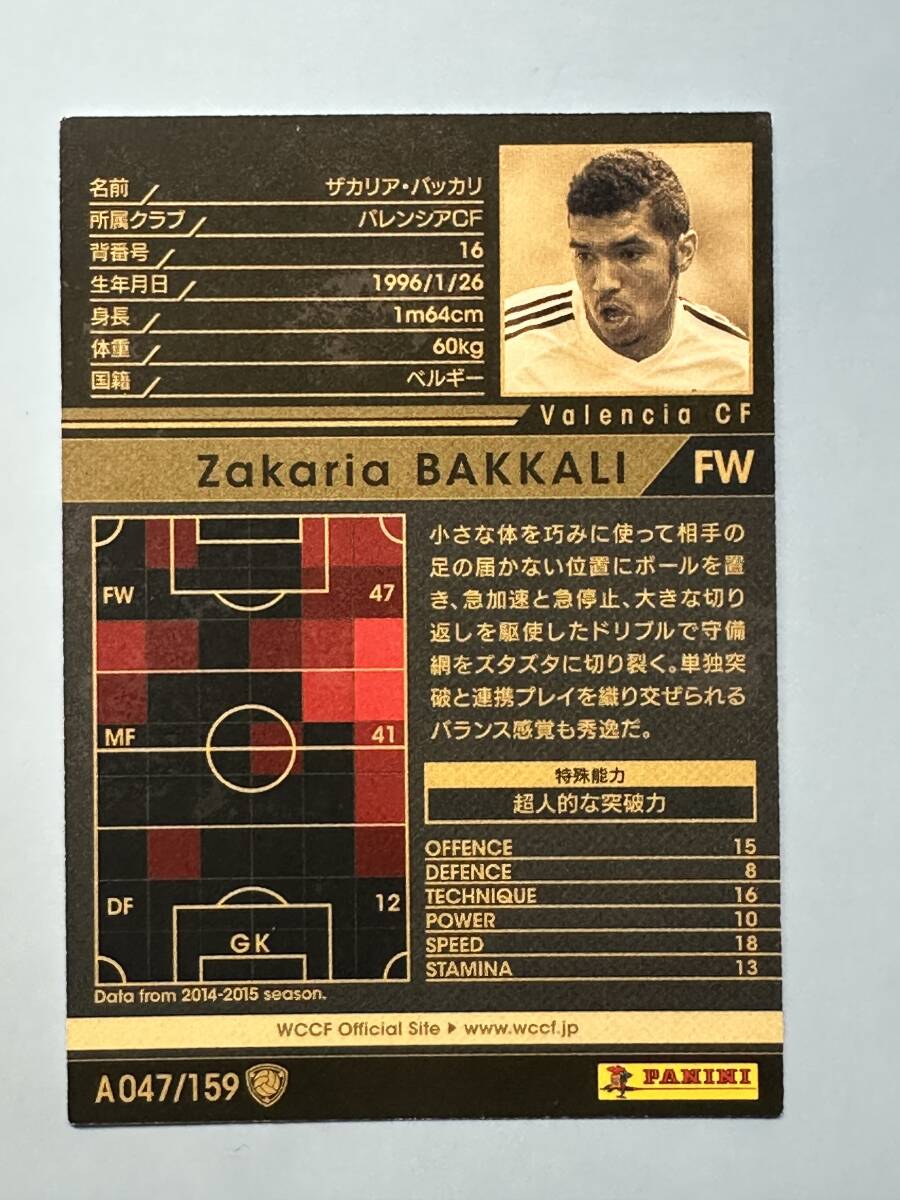 名前 ザカリア・バッカリ
所属クラブ バレンシアCF
背番号 16
生年月日 1996/1/26
身長 1m64cm
体重 60kg
国籍 ベルギー
Valencia CF
Zakaria BAKKALI FW
FW 47
MF 41
DF 12
GK
Data from 2014-2015 season.
小さな体を巧みに使って相手の
足の届かない位置にボールを置
き、急加速と急停止、大きな切り
返しを駆使したドリブルで守備
網をズタズタに切り裂く。単独突
破と連携プレイを織り交ぜられる
バランス感覚も秀逸だ。
特殊能力
超人的な突破力
OFFENCE 15
DEFENCE 8
TECHNIQUE 16
POWER 10
SPEED 18
STAMINA 13
WCCF Official Site ▶ www.wccf.jp
A047/159
PANINI